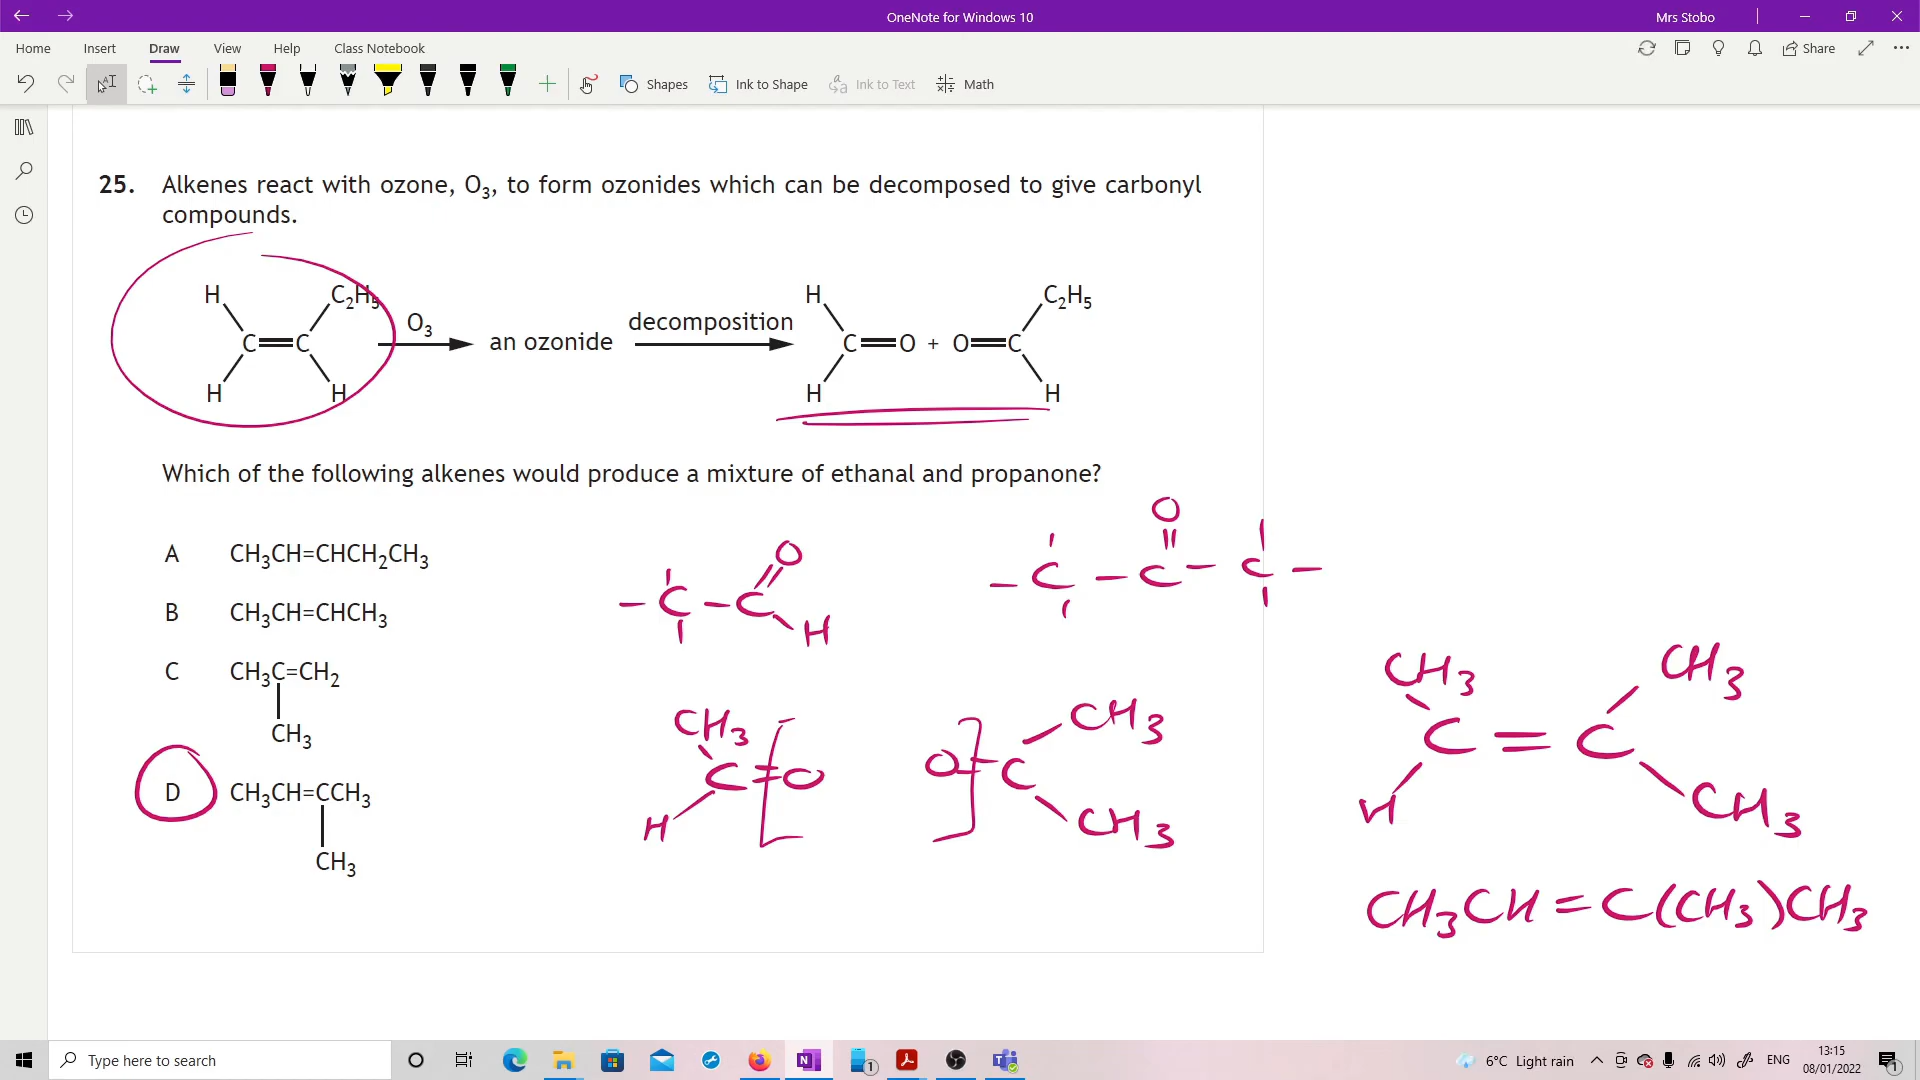 OneNote for Windows 10
Mrs Stobo
Home Insert Draw View Help Class Notebook
Share
Shapes Ink to Shape Ink to Text Math
25. Alkenes react with ozone, O₃, to form ozonides which can be decomposed to give carbonyl
compounds.
H C₂H₅ H C₂H₅
C=C O₃ an ozonide decomposition C=O + O=C
H H H H
Which of the following alkenes would produce a mixture of ethanal and propanone?
A CH₃CH=CHCH₂CH₃
B CH₃CH=CHCH₃
C CH₃C=CH₂
CH₃
D CH₃CH=CCH₃
CH₃
O
C - C
H
O
- C - C - C -
CH₃ CH₃
C=O O=C
H CH₃
CH₃ CH₃
C = C
H CH₃
CH₃CH=C(CH₃)CH₃
Type here to search
1
6°C Light rain
ENG
13:15
08/01/2022
1